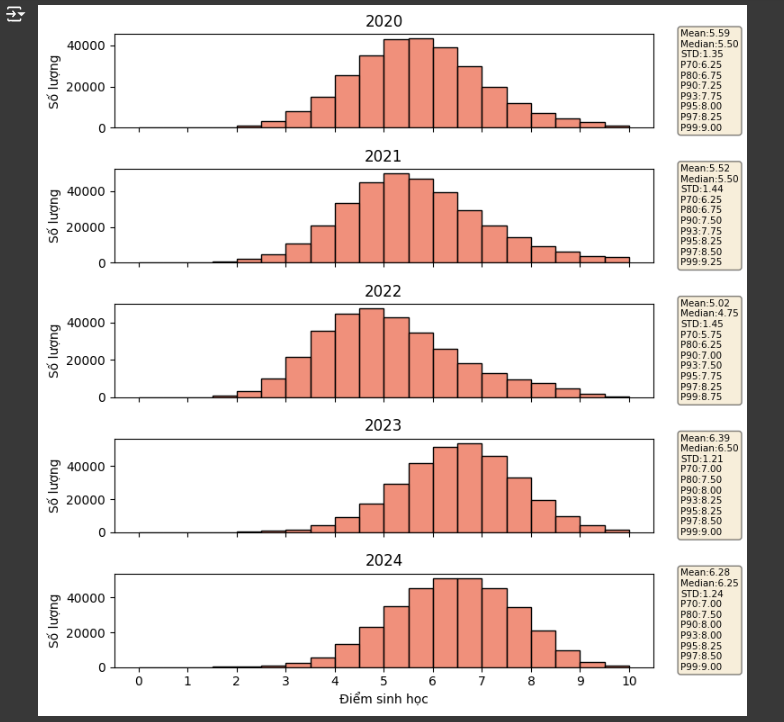 2020
40000
20000
0
Số lượng
Mean:5.59
Median:5.50
STD:1.35
P70:6.25
P80:6.75
P90:7.25
P93:7.75
P95:8.00
P97:8.25
P99:9.00
2021
40000
20000
0
Số lượng
Mean:5.52
Median:5.50
STD:1.44
P70:6.25
P80:6.75
P90:7.50
P93:7.75
P95:8.25
P97:8.50
P99:9.25
2022
40000
20000
0
Số lượng
Mean:5.02
Median:4.75
STD:1.45
P70:5.75
P80:6.25
P90:7.00
P93:7.50
P95:7.75
P97:8.25
P99:8.75
2023
40000
20000
0
Số lượng
Mean:6.39
Median:6.50
STD:1.21
P70:7.00
P80:7.50
P90:8.00
P93:8.25
P95:8.25
P97:8.50
P99:9.00
2024
40000
20000
0
Số lượng
Mean:6.28
Median:6.25
STD:1.24
P70:7.00
P80:7.50
P90:8.00
P93:8.00
P95:8.25
P97:8.50
P99:9.00
0 1 2 3 4 5 6 7 8 9 10
Điểm sinh học